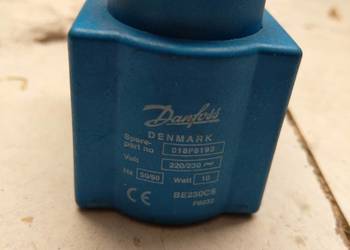 Danfoss
DENMARK
Spare-
part no 018F6193
Volt 220/230 ~
Hz 50/60 Watt 10
CE BE230CS